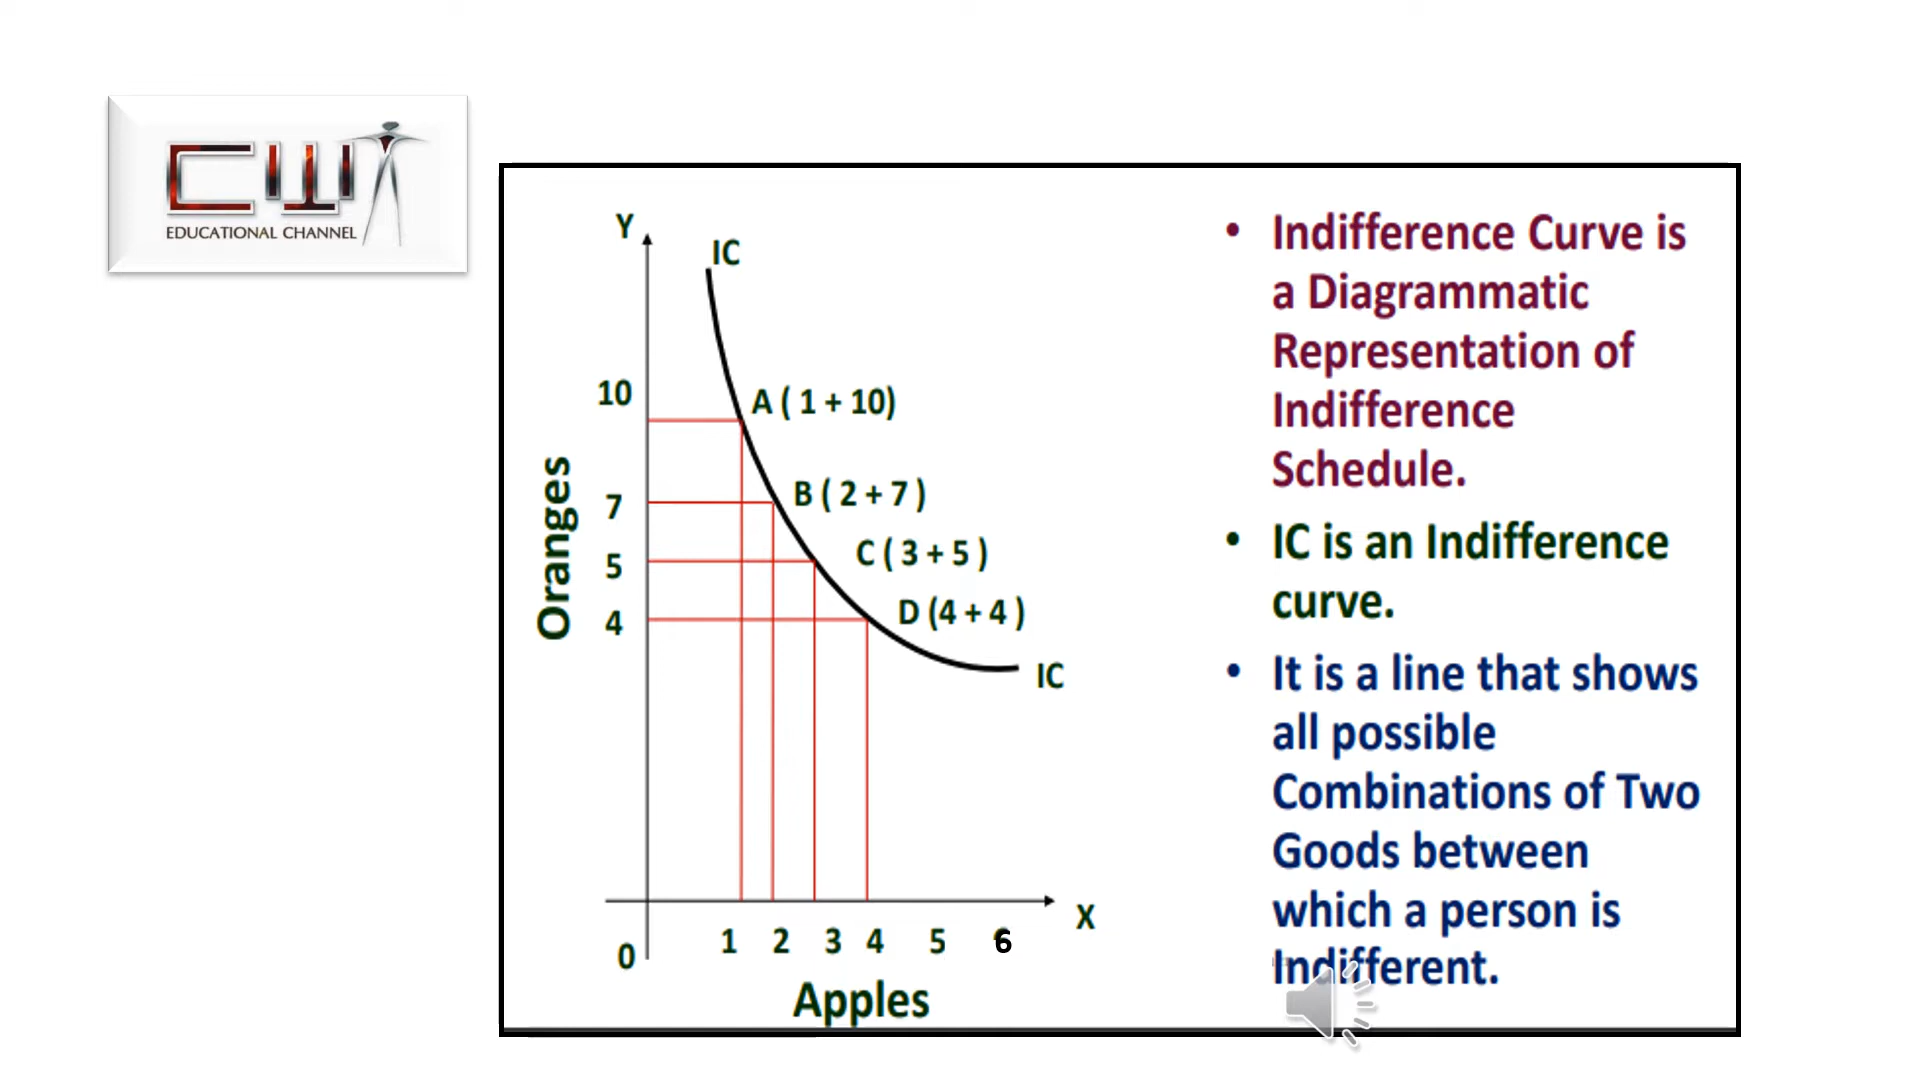 CW
EDUCATIONAL CHANNEL
Y
IC
10
A ( 1 + 10)
B ( 2 + 7 )
7
C ( 3 + 5 )
5
D (4 + 4 )
4
IC
Oranges
X
0
1 2 3 4 5 6
Apples
• Indifference Curve is
a Diagrammatic
Representation of
Indifference
Schedule.
• IC is an Indifference
curve.
• It is a line that shows
all possible
Combinations of Two
Goods between
which a person is
Indifferent.